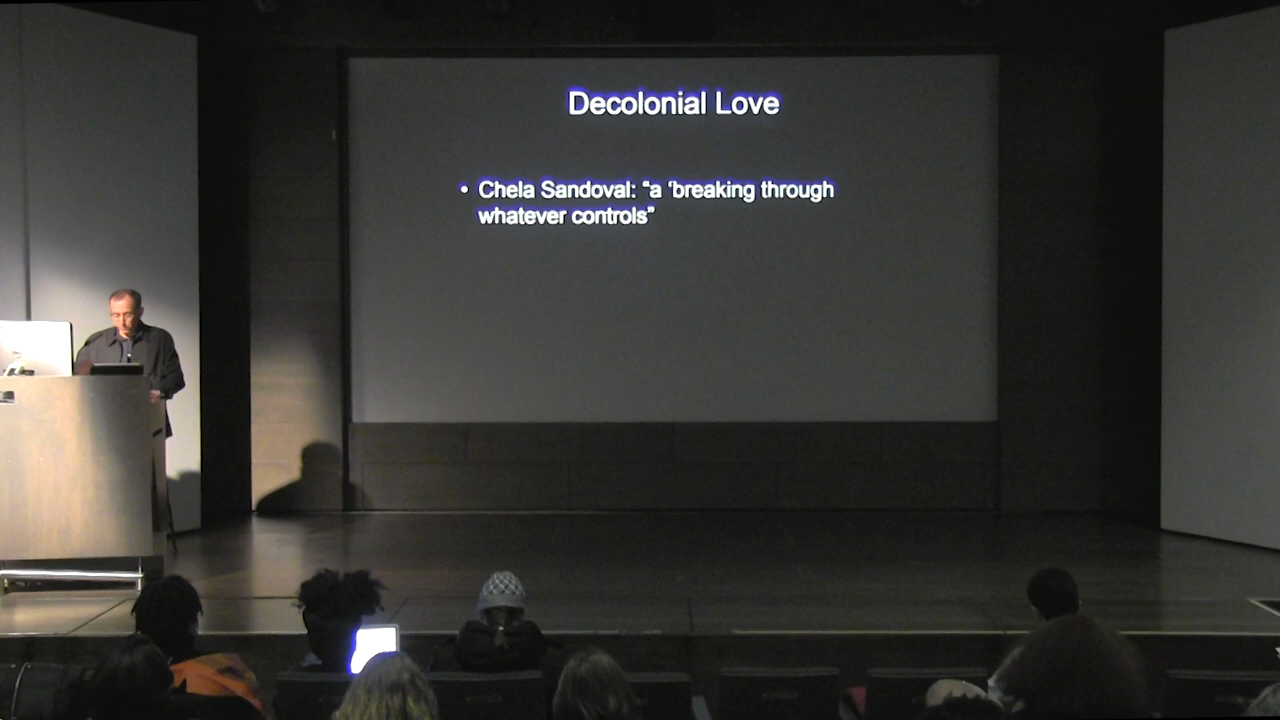 Decolonial Love
• Chela Sandoval: “a ‘breaking through
whatever controls”